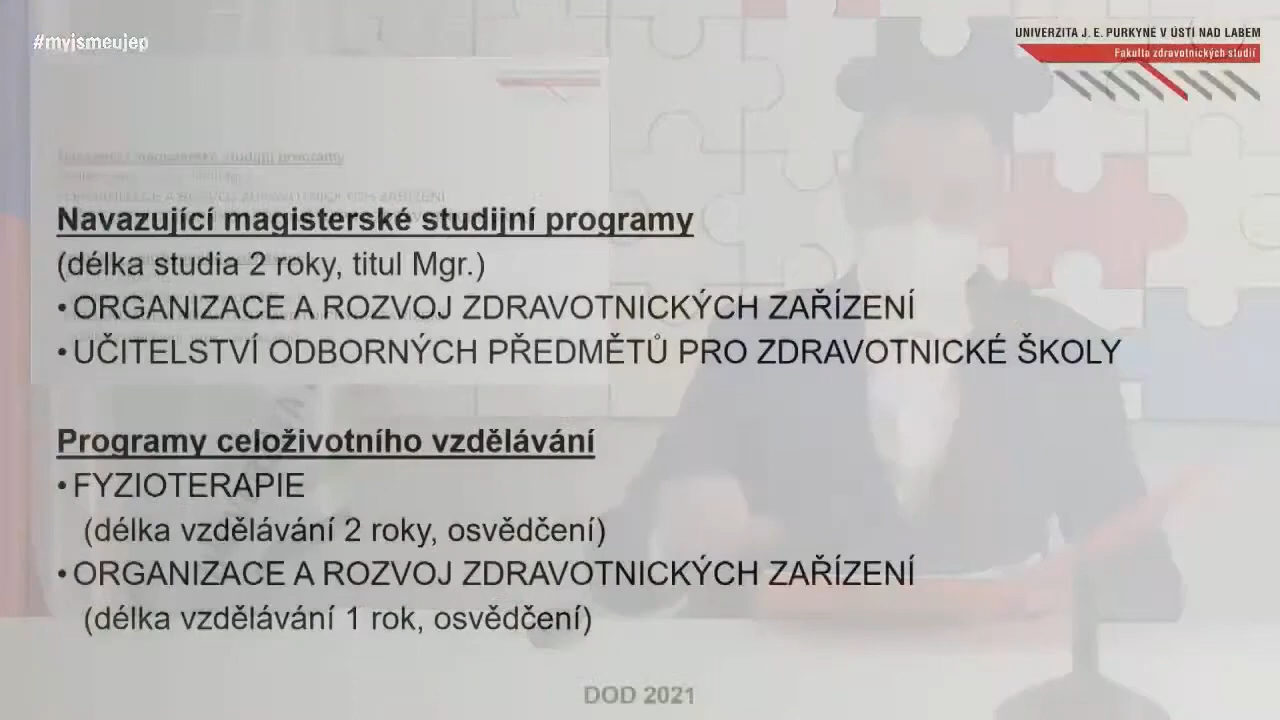 #myjsmeujep
UNIVERZITA J. E. PURKYNĚ V ÚSTÍ NAD LABEM
Fakulta zdravotnických studií
Navazující magisterské studijní programy
(délka studia 2 roky, titul Mgr.)
• ORGANIZACE A ROZVOJ ZDRAVOTNICKÝCH ZAŘÍZENÍ
• UČITELSTVÍ ODBORNÝCH PŘEDMĚTŮ PRO ZDRAVOTNICKÉ ŠKOLY
Programy celoživotního vzdělávání
• FYZIOTERAPIE
(délka vzdělávání 2 roky, osvědčení)
• ORGANIZACE A ROZVOJ ZDRAVOTNICKÝCH ZAŘÍZENÍ
(délka vzdělávání 1 rok, osvědčení)
DOD 2021